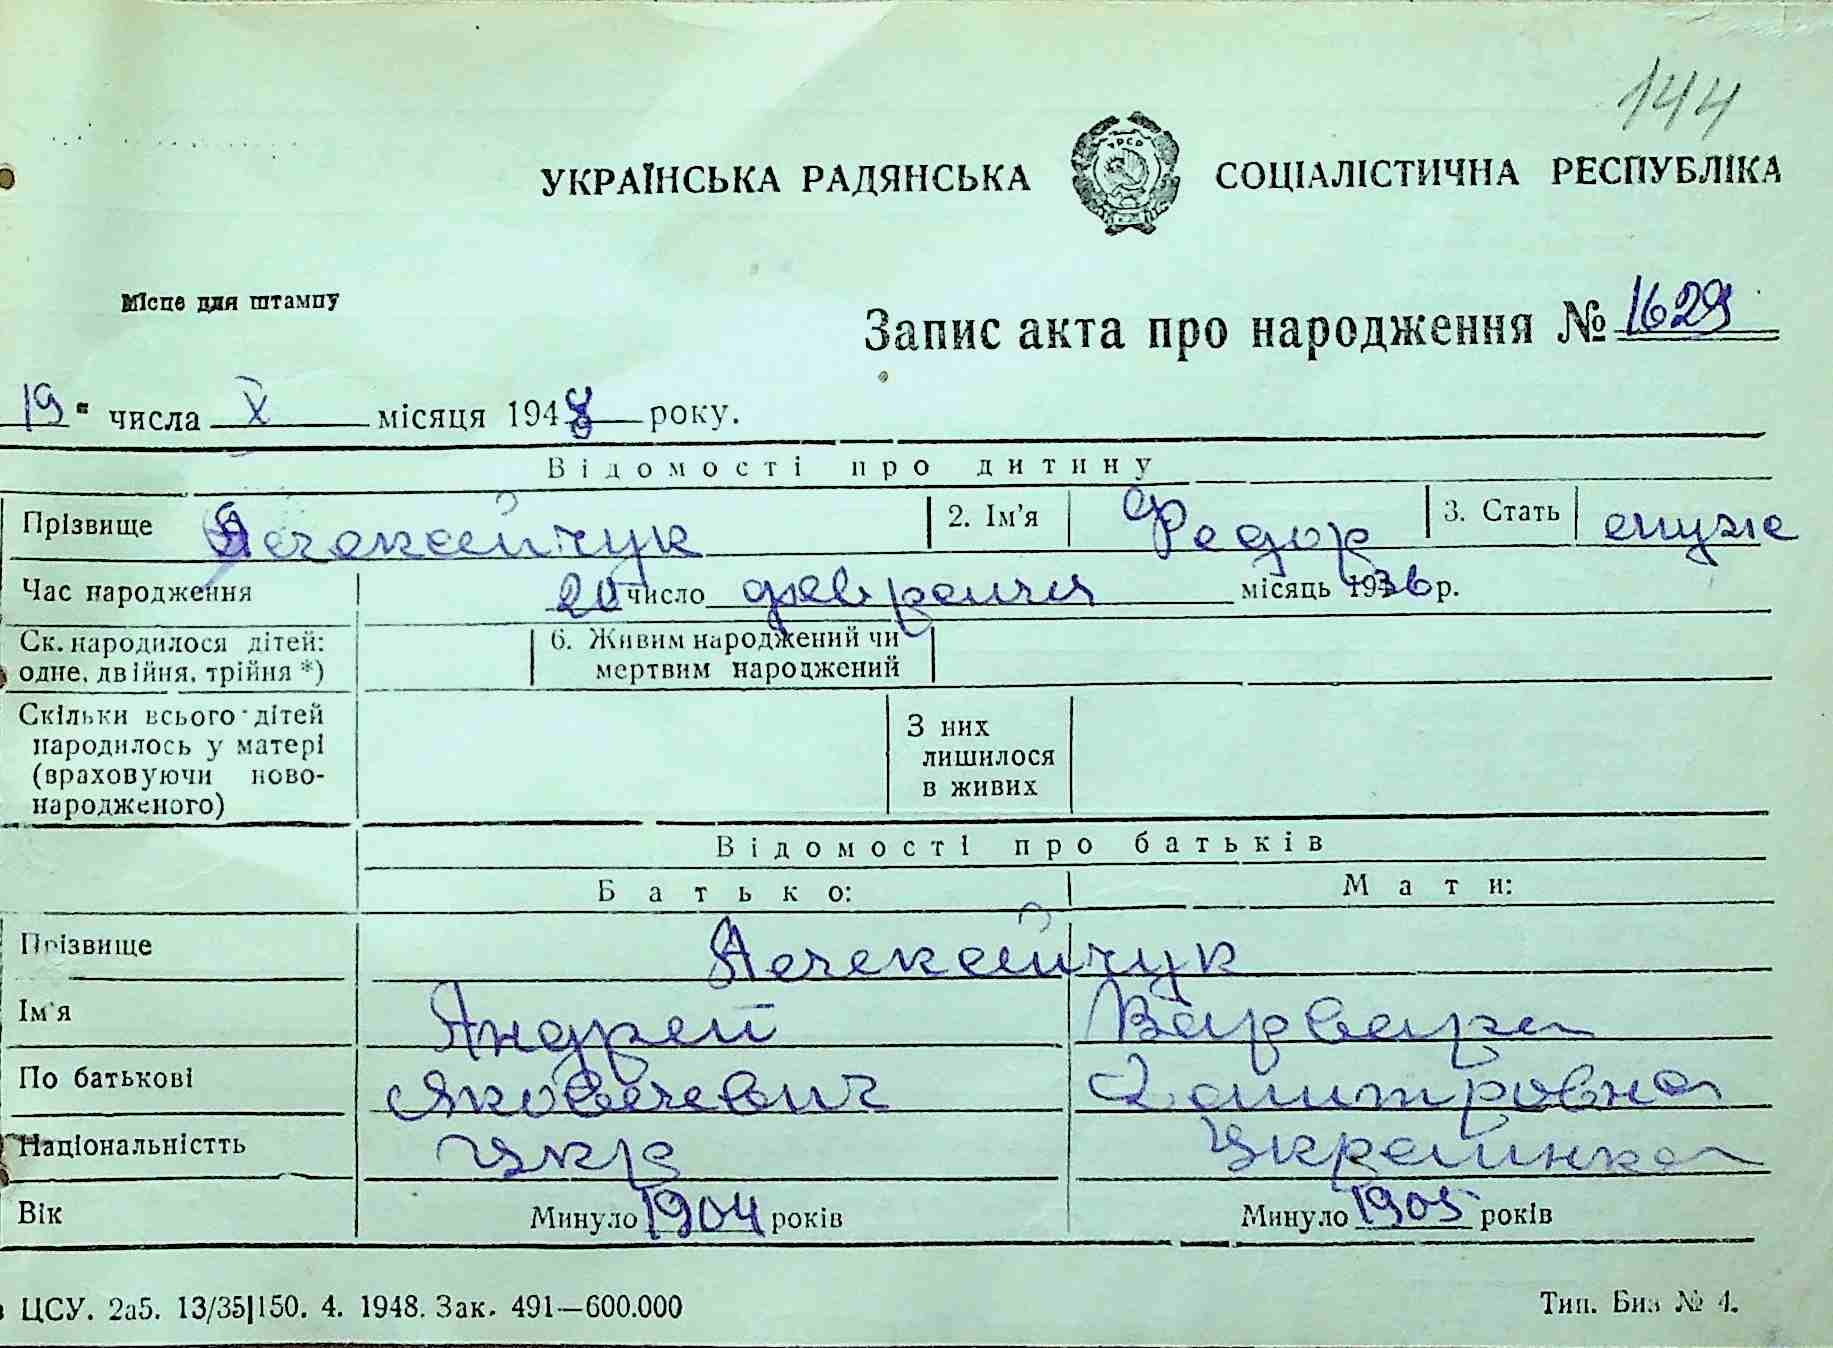 144
УКРАЇНСЬКА РАДЯНСЬКА СОЦІАЛІСТИЧНА РЕСПУБЛІКА
УРСР
Місце для штампу
Запис акта про народження № 1629
19" числа X місяця 1948 року.
Відомості про дитину
Прізвище Алексейчук 2. Ім'я Федор 3. Стать муже
Час народження 20 число февраля місяць 1936 р.
Ск. народилося дітей: 6. Живим народжений чи
одне, двійня, трійня *) мертвим народжений
Скільки всього дітей З них
народилось у матері лишилося
(враховуючи ново- в живих
народженого)
Відомості про батьків
Батько: Мати:
Прізвище Алексейчук
Ім'я Андрей Варвара
По батькові Яковлевич Дмитровна
Національністть Укр Украинка
Вік Минуло 1904 років Минуло 1905 років
ЦСУ. 2а5. 13/35|150. 4. 1948. Зак. 491—600.000 Тип. Биз № 4.